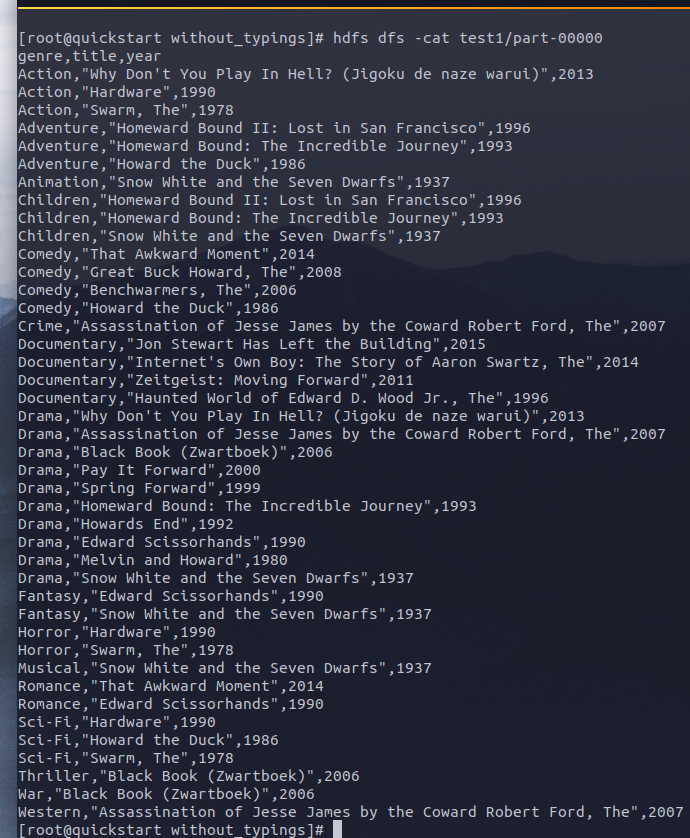 [root@quickstart without_typings]# hdfs dfs -cat test1/part-00000
genre,title,year
Action,"Why Don't You Play In Hell? (Jigoku de naze warui)",2013
Action,"Hardware",1990
Action,"Swarm, The",1978
Adventure,"Homeward Bound II: Lost in San Francisco",1996
Adventure,"Homeward Bound: The Incredible Journey",1993
Adventure,"Howard the Duck",1986
Animation,"Snow White and the Seven Dwarfs",1937
Children,"Homeward Bound II: Lost in San Francisco",1996
Children,"Homeward Bound: The Incredible Journey",1993
Children,"Snow White and the Seven Dwarfs",1937
Comedy,"That Awkward Moment",2014
Comedy,"Great Buck Howard, The",2008
Comedy,"Benchwarmers, The",2006
Comedy,"Howard the Duck",1986
Crime,"Assassination of Jesse James by the Coward Robert Ford, The",2007
Documentary,"Jon Stewart Has Left the Building",2015
Documentary,"Internet's Own Boy: The Story of Aaron Swartz, The",2014
Documentary,"Zeitgeist: Moving Forward",2011
Documentary,"Haunted World of Edward D. Wood Jr., The",1996
Drama,"Why Don't You Play In Hell? (Jigoku de naze warui)",2013
Drama,"Assassination of Jesse James by the Coward Robert Ford, The",2007
Drama,"Black Book (Zwartboek)",2006
Drama,"Pay It Forward",2000
Drama,"Spring Forward",1999
Drama,"Homeward Bound: The Incredible Journey",1993
Drama,"Howards End",1992
Drama,"Edward Scissorhands",1990
Drama,"Melvin and Howard",1980
Drama,"Snow White and the Seven Dwarfs",1937
Fantasy,"Edward Scissorhands",1990
Fantasy,"Snow White and the Seven Dwarfs",1937
Horror,"Hardware",1990
Horror,"Swarm, The",1978
Musical,"Snow White and the Seven Dwarfs",1937
Romance,"That Awkward Moment",2014
Romance,"Edward Scissorhands",1990
Sci-Fi,"Hardware",1990
Sci-Fi,"Howard the Duck",1986
Sci-Fi,"Swarm, The",1978
Thriller,"Black Book (Zwartboek)",2006
War,"Black Book (Zwartboek)",2006
Western,"Assassination of Jesse James by the Coward Robert Ford, The",2007
[root@quickstart without_typings]#